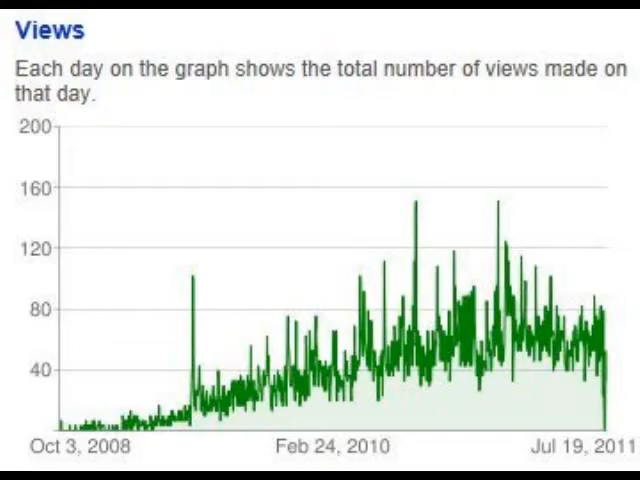 Views
Each day on the graph shows the total number of views made on
that day.
200
160
120
80
40
Oct 3, 2008 Feb 24, 2010 Jul 19, 2011